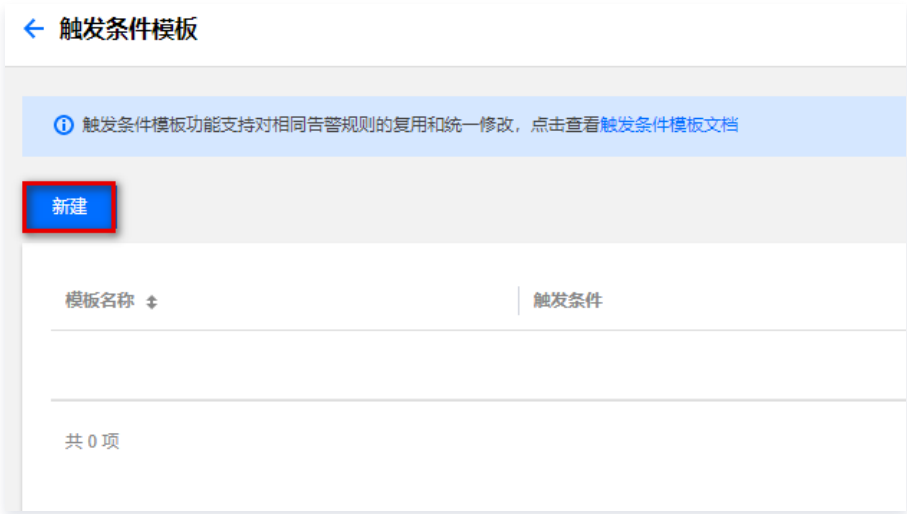 触发条件模板
触发条件模板功能支持对相同告警规则的复用和统一修改，点击查看触发条件模板文档
新建
模板名称 触发条件
共 0 项